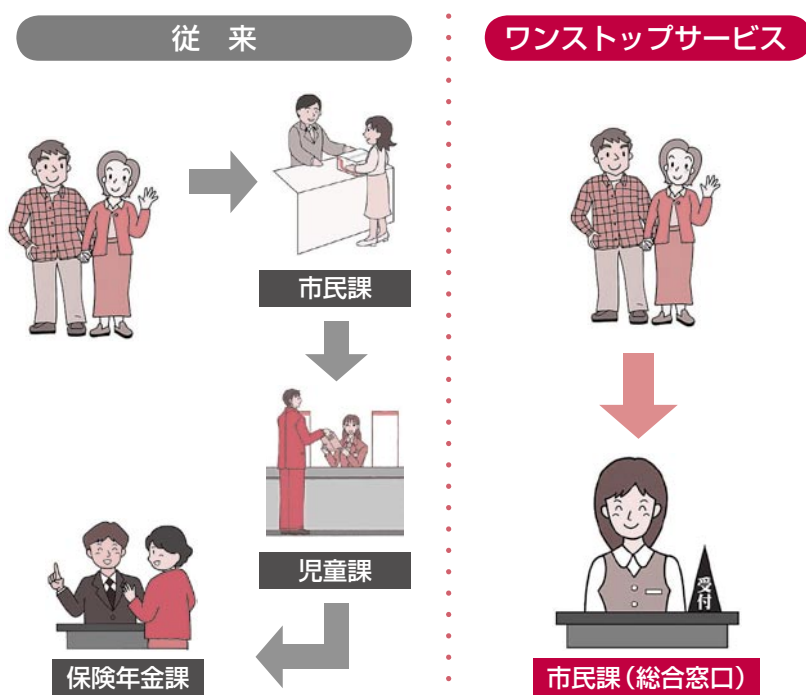 従 来
市民課
児童課
保険年金課
ワンストップサービス
受付
市民課（総合窓口）